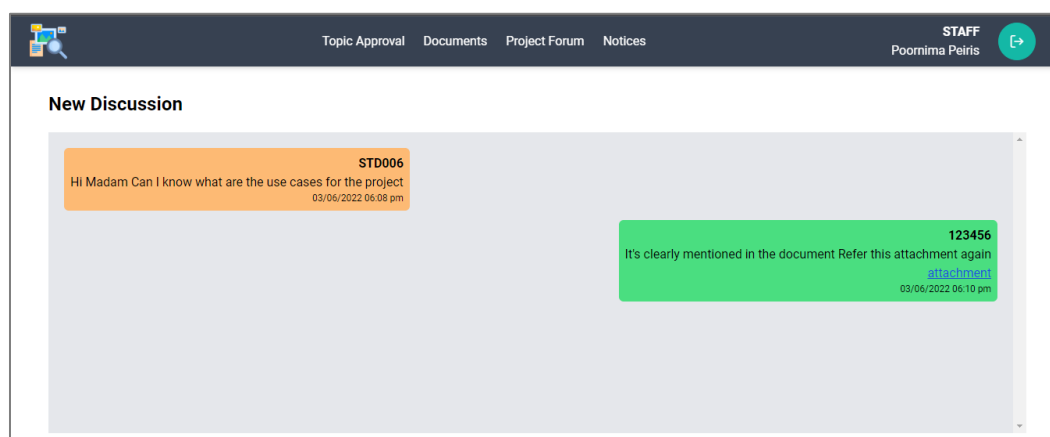 Topic Approval Documents Project Forum Notices
STAFF
Poornima Peiris
New Discussion
STD006
Hi Madam Can I know what are the use cases for the project
03/06/2022 06:08 pm
123456
It's clearly mentioned in the document Refer this attachment again
attachment
03/06/2022 06:10 pm